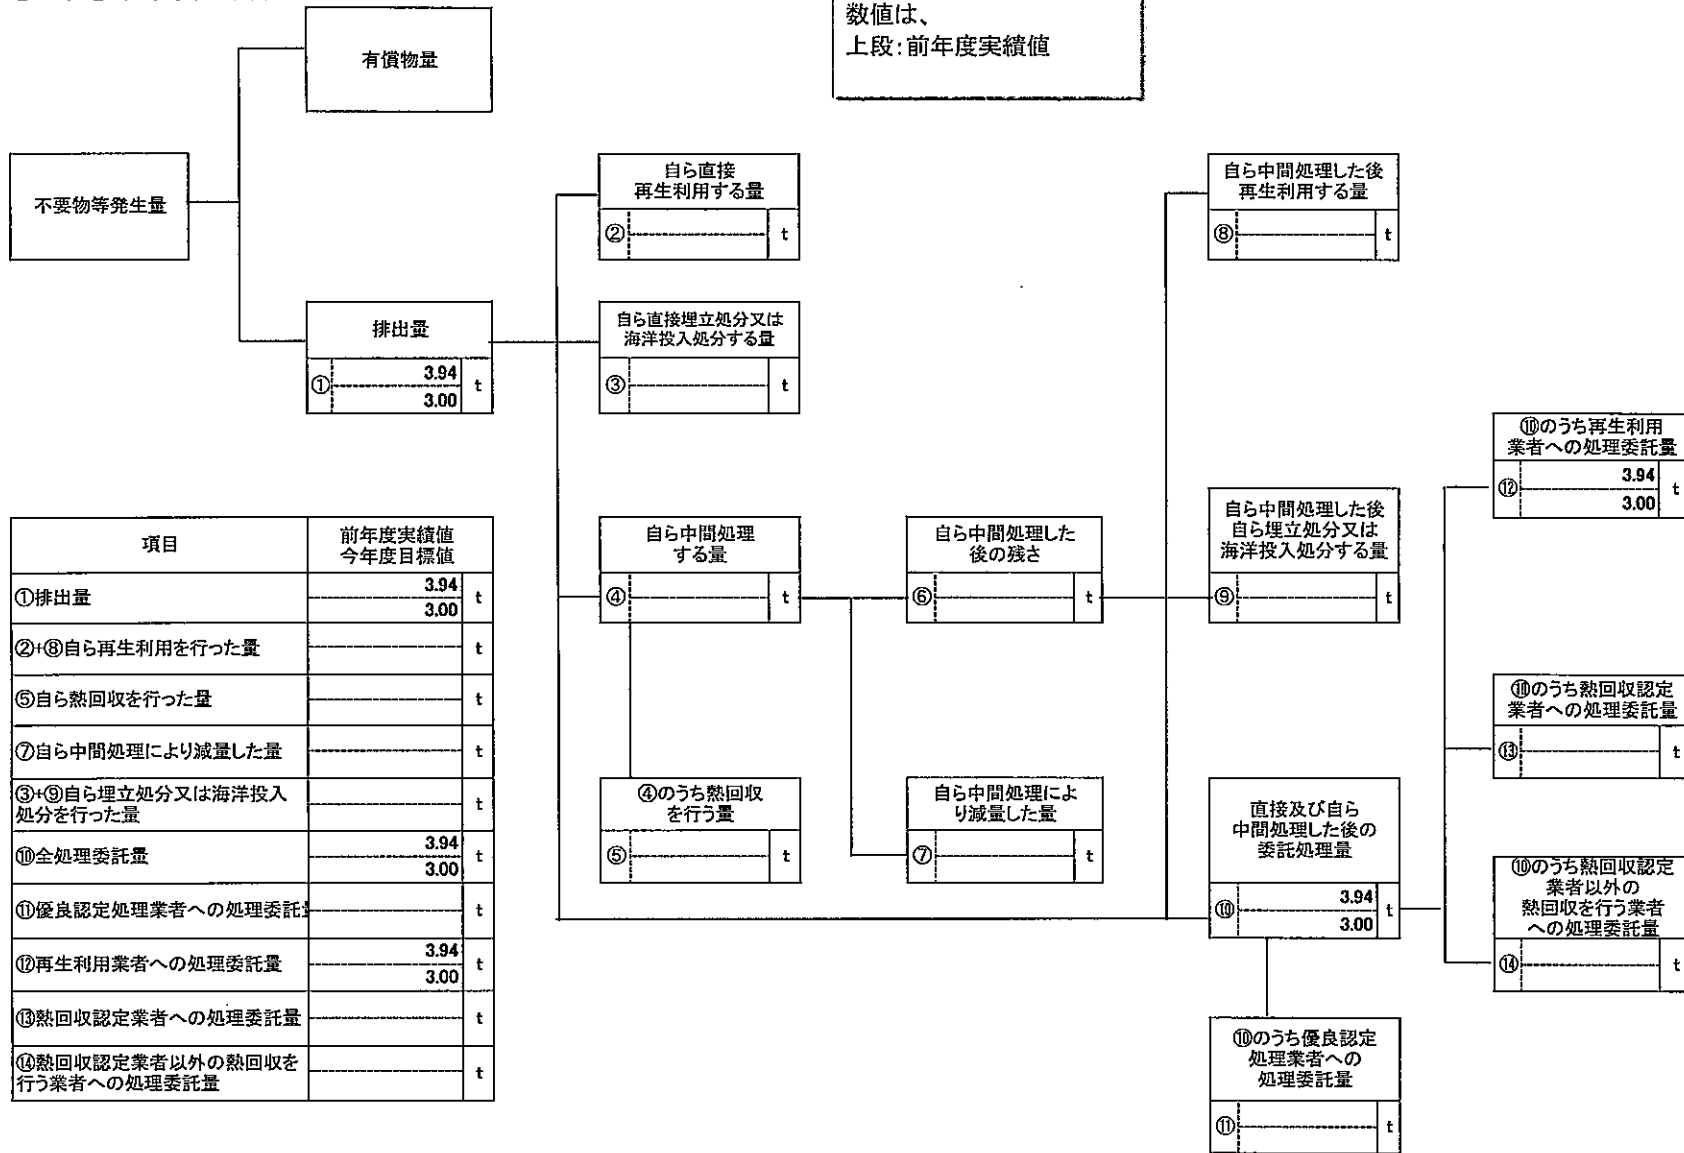 数値は、
上段:前年度実績値
有償物量
不要物等発生量
排出量
① 3.94 t
3.00
自ら直接
再生利用する量
② t
自ら直接埋立処分又は
海洋投入処分する量
③ t
自ら中間処理
する量
④ t
④のうち熱回収
を行う量
⑤ t
自ら中間処理した
後の残さ
⑥ t
自ら中間処理によ
り減量した量
⑦ t
自ら中間処理した後
再生利用する量
⑧ t
自ら中間処理した後
自ら埋立処分又は
海洋投入処分する量
⑨ t
直接及び自ら
中間処理した後の
委託処理量
⑩ 3.94 t
3.00
⑩のうち優良認定
処理業者への
処理委託量
⑪ t
⑩のうち再生利用
業者への処理委託量
⑫ 3.94 t
3.00
⑩のうち熱回収認定
業者への処理委託量
⑬ t
⑩のうち熱回収認定
業者以外の
熱回収を行う業者
への処理委託量
⑭ t
項目 前年度実績値
今年度目標値
①排出量 3.94 t
3.00
②+⑧自ら再生利用を行った量 t
⑤自ら熱回収を行った量 t
⑦自ら中間処理により減量した量 t
③+⑨自ら埋立処分又は海洋投入
処分を行った量 t
⑩全処理委託量 3.94 t
3.00
⑪優良認定処理業者への処理委託 t
⑫再生利用業者への処理委託量 3.94 t
3.00
⑬熱回収認定業者への処理委託量 t
⑭熱回収認定業者以外の熱回収を
行う業者への処理委託量 t